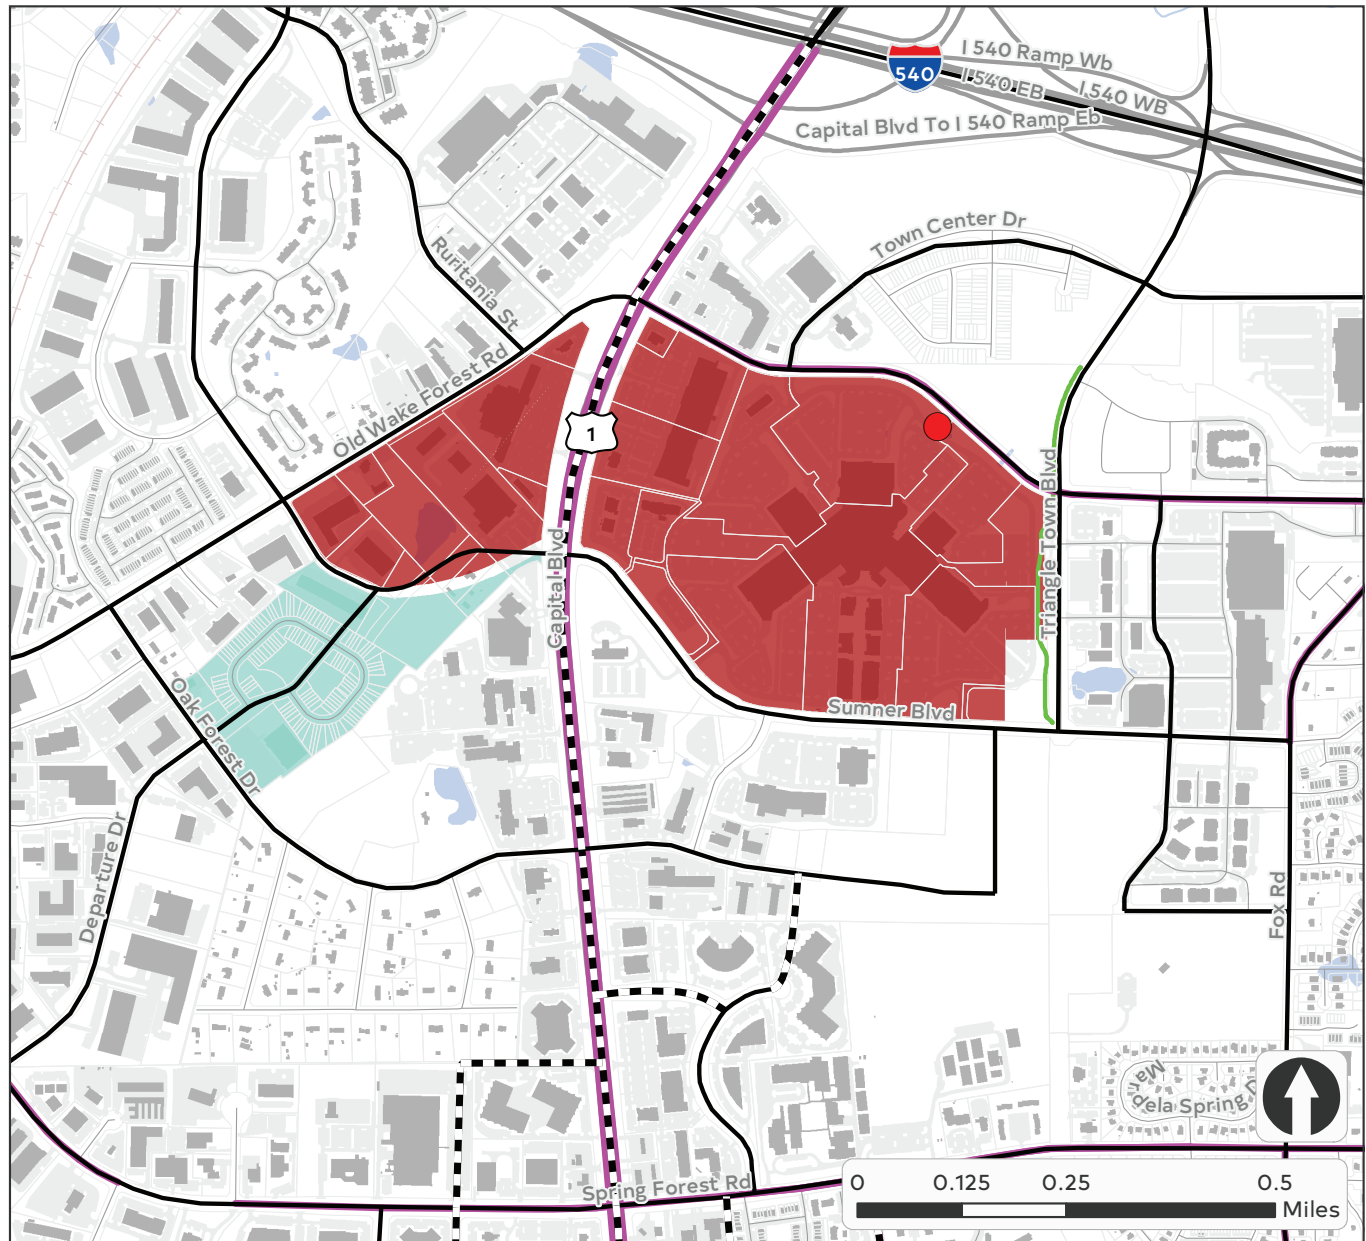 I 540 Ramp Wb
540
I 540 EB
I 540 WB
Capital Blvd To I 540 Ramp Eb
Town Center Dr
Ruritania St
Old Wake Forest Rd
1
Triangle Town Blvd
Capital Blvd
Sumner Blvd
Oak Forest Dr
Departure Dr
Fox Rd
ela Spring
Spring Forest Rd
0 0.125 0.25 0.5
Miles